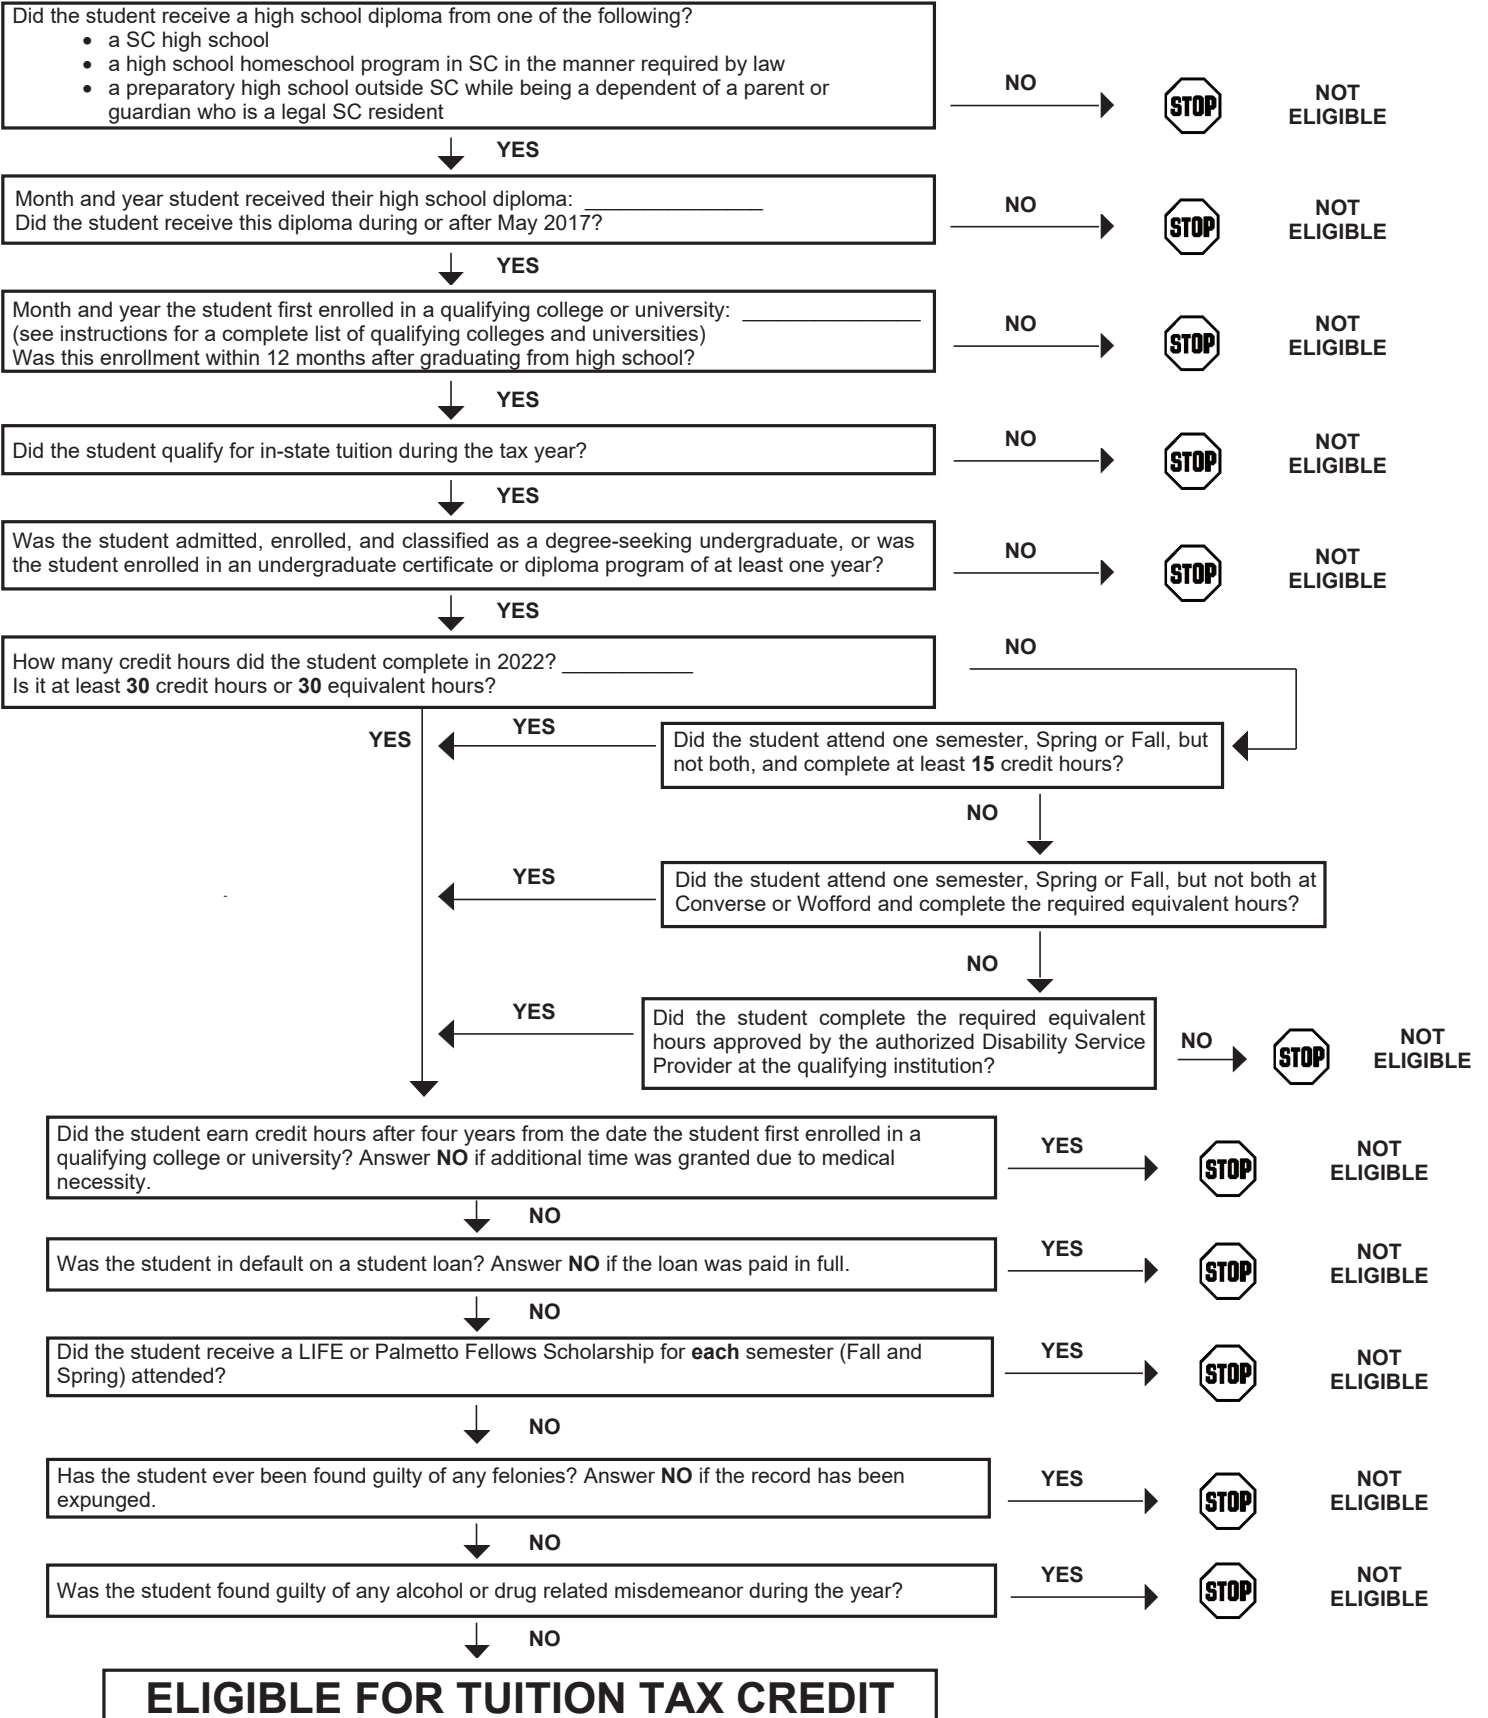 Did the student receive a high school diploma from one of the following?
• a SC high school
• a high school homeschool program in SC in the manner required by law
• a preparatory high school outside SC while being a dependent of a parent or
guardian who is a legal SC resident
NO
STOP
NOT
ELIGIBLE
YES
Month and year student received their high school diploma: _______________
Did the student receive this diploma during or after May 2017?
NO
STOP
NOT
ELIGIBLE
YES
Month and year the student first enrolled in a qualifying college or university: _______________
(see instructions for a complete list of qualifying colleges and universities)
Was this enrollment within 12 months after graduating from high school?
NO
STOP
NOT
ELIGIBLE
YES
Did the student qualify for in-state tuition during the tax year?
NO
STOP
NOT
ELIGIBLE
YES
Was the student admitted, enrolled, and classified as a degree-seeking undergraduate, or was
the student enrolled in an undergraduate certificate or diploma program of at least one year?
NO
STOP
NOT
ELIGIBLE
YES
How many credit hours did the student complete in 2022? ___________
Is it at least 30 credit hours or 30 equivalent hours?
NO
YES
YES
Did the student attend one semester, Spring or Fall, but
not both, and complete at least 15 credit hours?
NO
YES
Did the student attend one semester, Spring or Fall, but not both at
Converse or Wofford and complete the required equivalent hours?
NO
YES
Did the student complete the required equivalent
hours approved by the authorized Disability Service
Provider at the qualifying institution?
NO
STOP
NOT
ELIGIBLE
Did the student earn credit hours after four years from the date the student first enrolled in a
qualifying college or university? Answer NO if additional time was granted due to medical
necessity.
YES
STOP
NOT
ELIGIBLE
NO
Was the student in default on a student loan? Answer NO if the loan was paid in full.
YES
STOP
NOT
ELIGIBLE
NO
Did the student receive a LIFE or Palmetto Fellows Scholarship for each semester (Fall and
Spring) attended?
YES
STOP
NOT
ELIGIBLE
NO
Has the student ever been found guilty of any felonies? Answer NO if the record has been
expunged.
YES
STOP
NOT
ELIGIBLE
NO
Was the student found guilty of any alcohol or drug related misdemeanor during the year?
YES
STOP
NOT
ELIGIBLE
NO
ELIGIBLE FOR TUITION TAX CREDIT